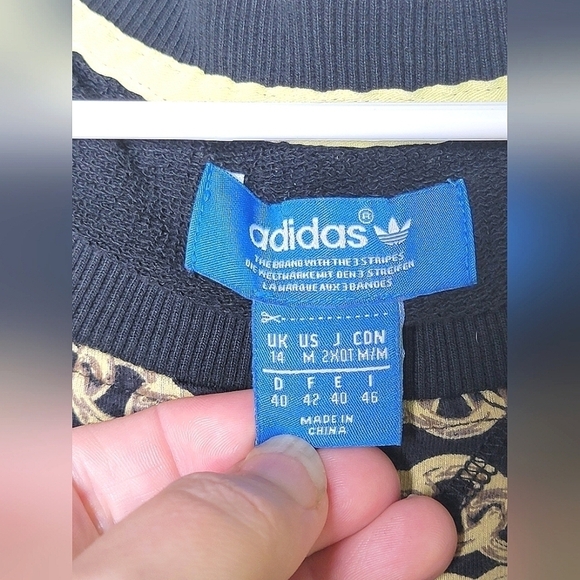 adidas®
THE BRAND WITH THE 3 STRIPES
DIE WELTMARKE MIT DEN 3 STREIFEN
LA MARQUE AUX 3 BANDES
UK US J CDN
14 M 2XOT M/M
D F E I
40 42 40 46
MADE IN
CHINA